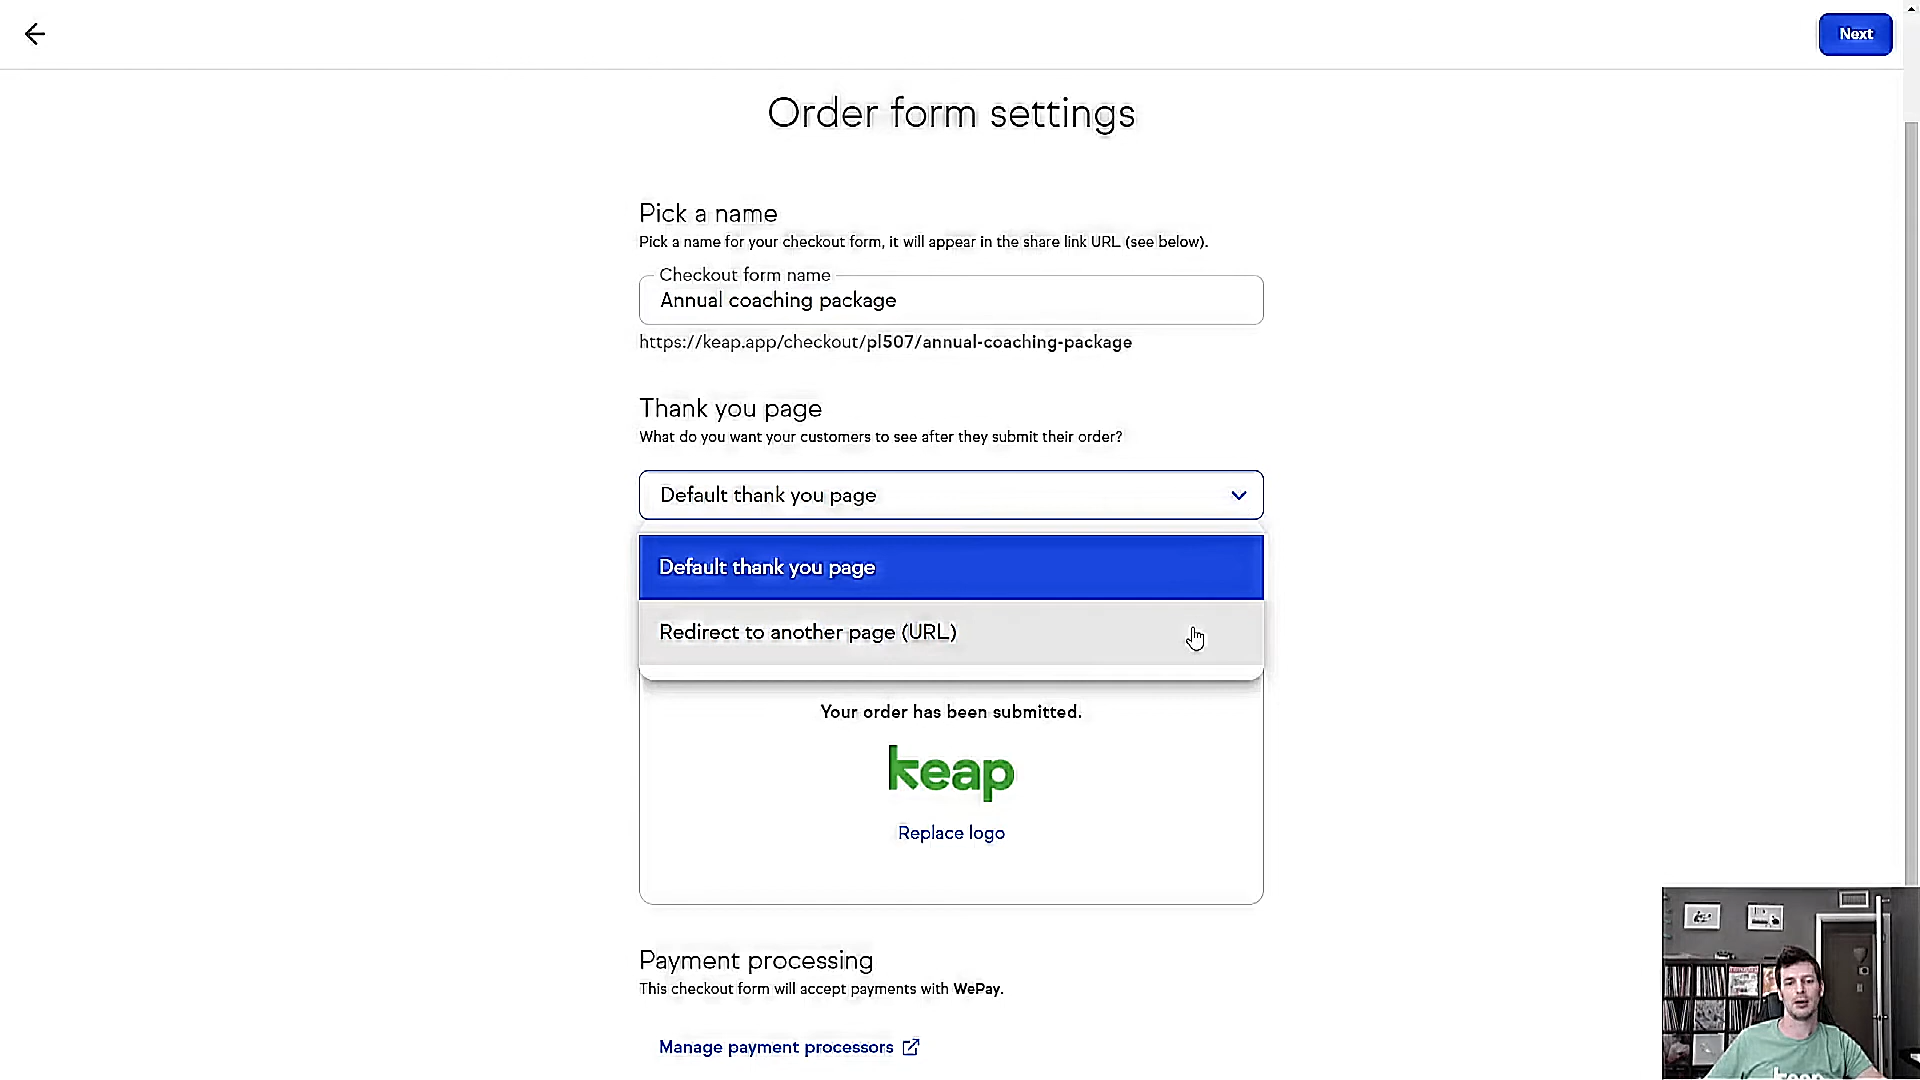 Next
Order form settings
Pick a name
Pick a name for your checkout form, it will appear in the share link URL (see below).
Checkout form name
Annual coaching package
https://keap.app/checkout/pl507/annual-coaching-package
Thank you page
What do you want your customers to see after they submit their order?
Default thank you page
Default thank you page
Redirect to another page (URL)
Your order has been submitted.
keap
Replace logo
Payment processing
This checkout form will accept payments with WePay.
Manage payment processors
keap